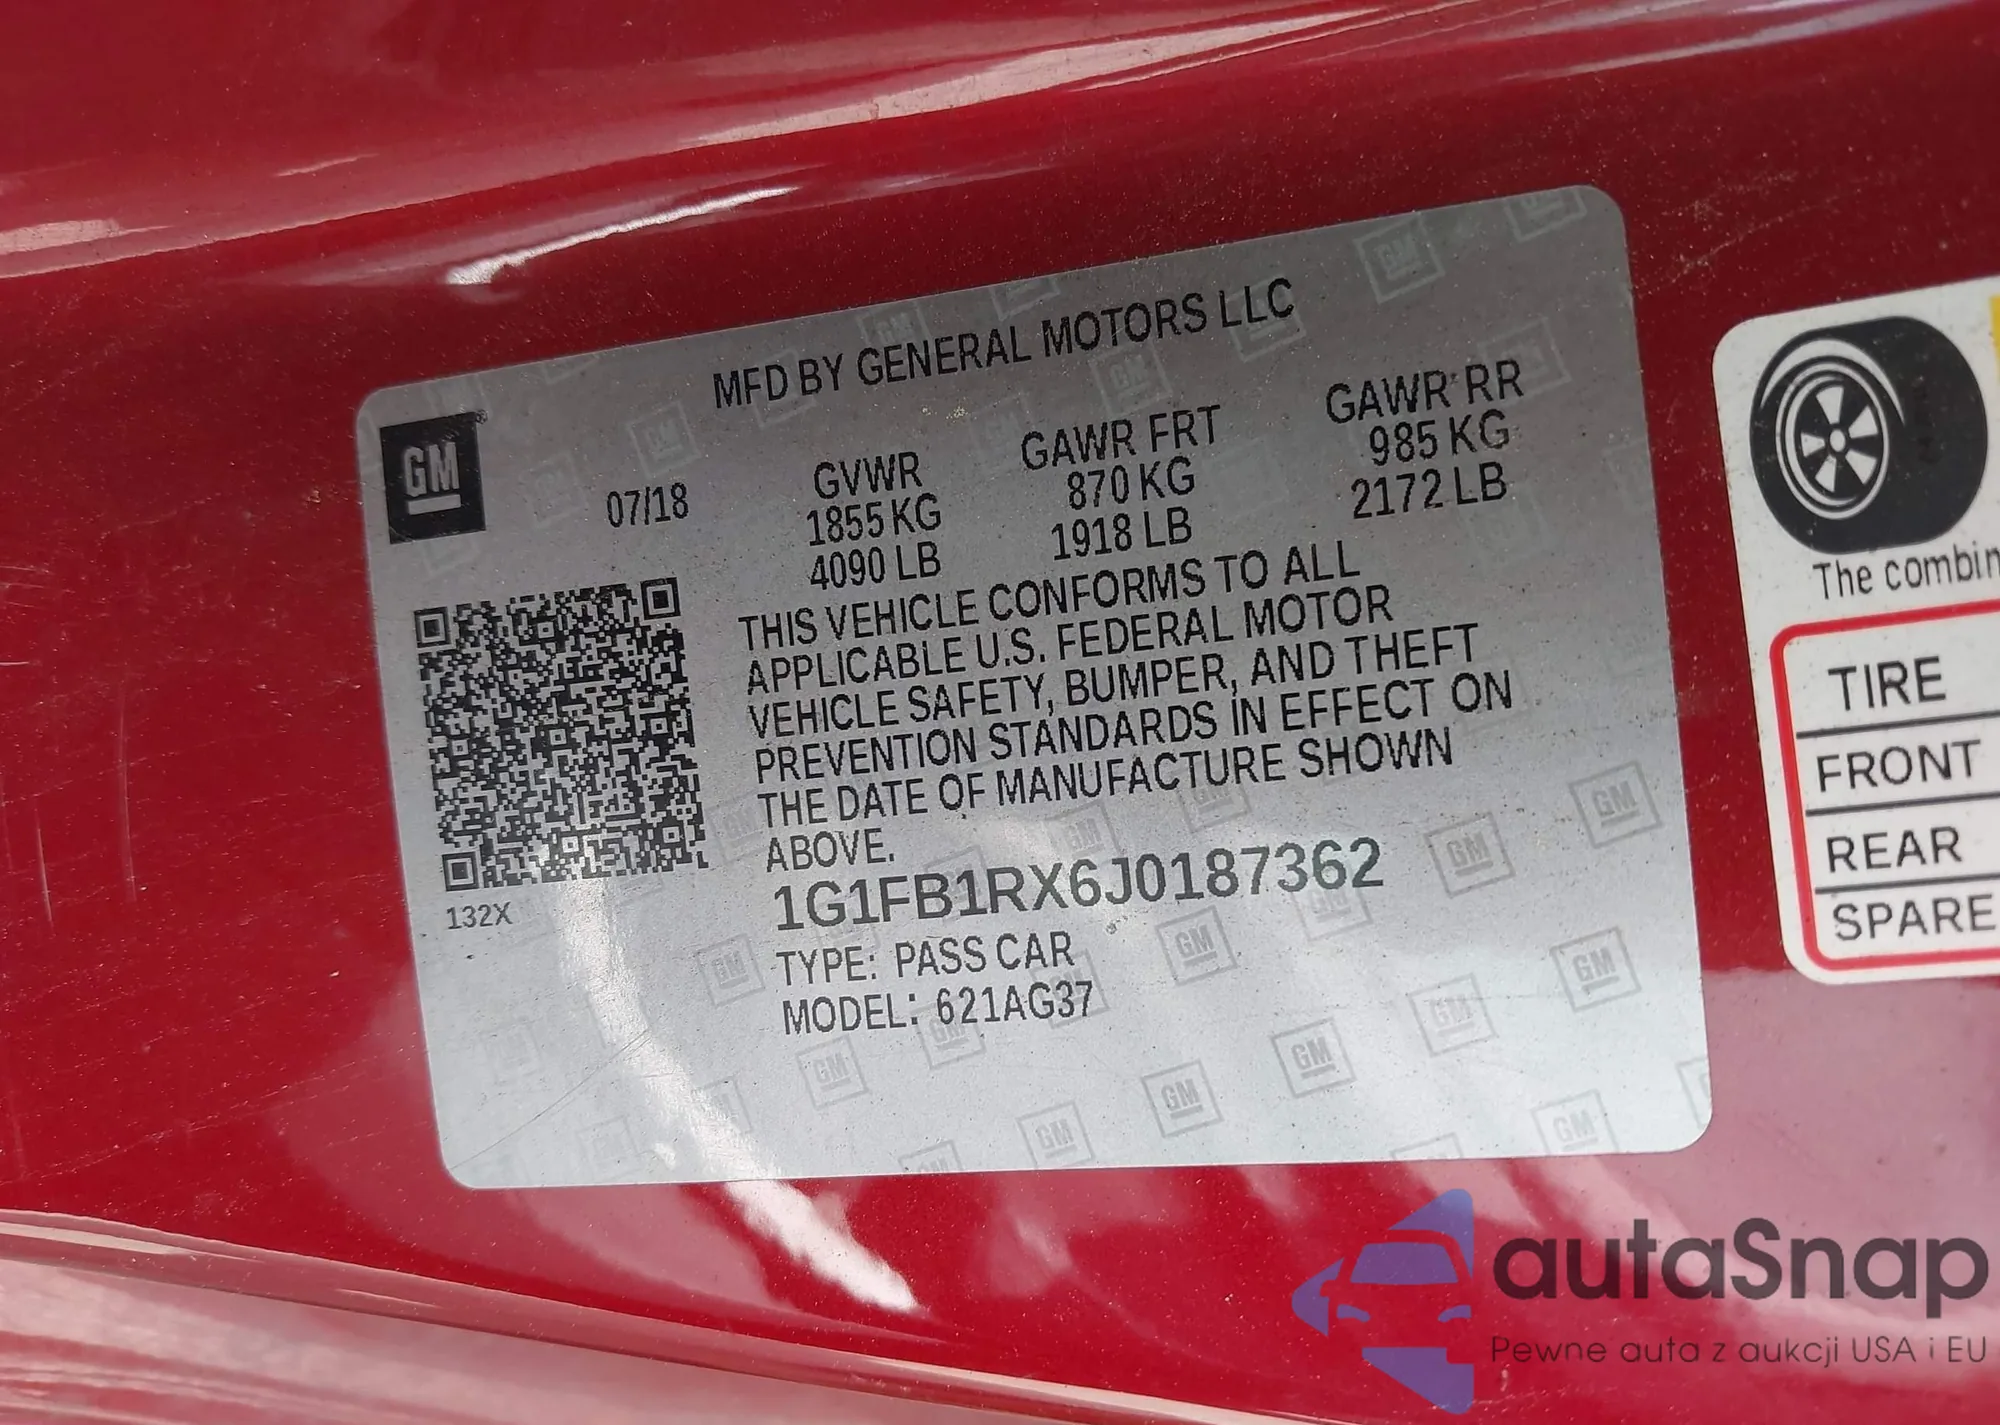 MFD BY GENERAL MOTORS LLC
GM
07/18
GVWR
1855 KG
4090 LB
GAWR FRT
870 KG
1918 LB
GAWR RR
985 KG
2172 LB
THIS VEHICLE CONFORMS TO ALL
APPLICABLE U.S. FEDERAL MOTOR
VEHICLE SAFETY, BUMPER, AND THEFT
PREVENTION STANDARDS IN EFFECT ON
THE DATE OF MANUFACTURE SHOWN
ABOVE.
132X
1G1FB1RX6J0187362
TYPE: PASS CAR
MODEL: 621AG37
The combin
TIRE
FRONT
REAR
SPARE
autaSnap
Pewne auta z aukcji USA i EU